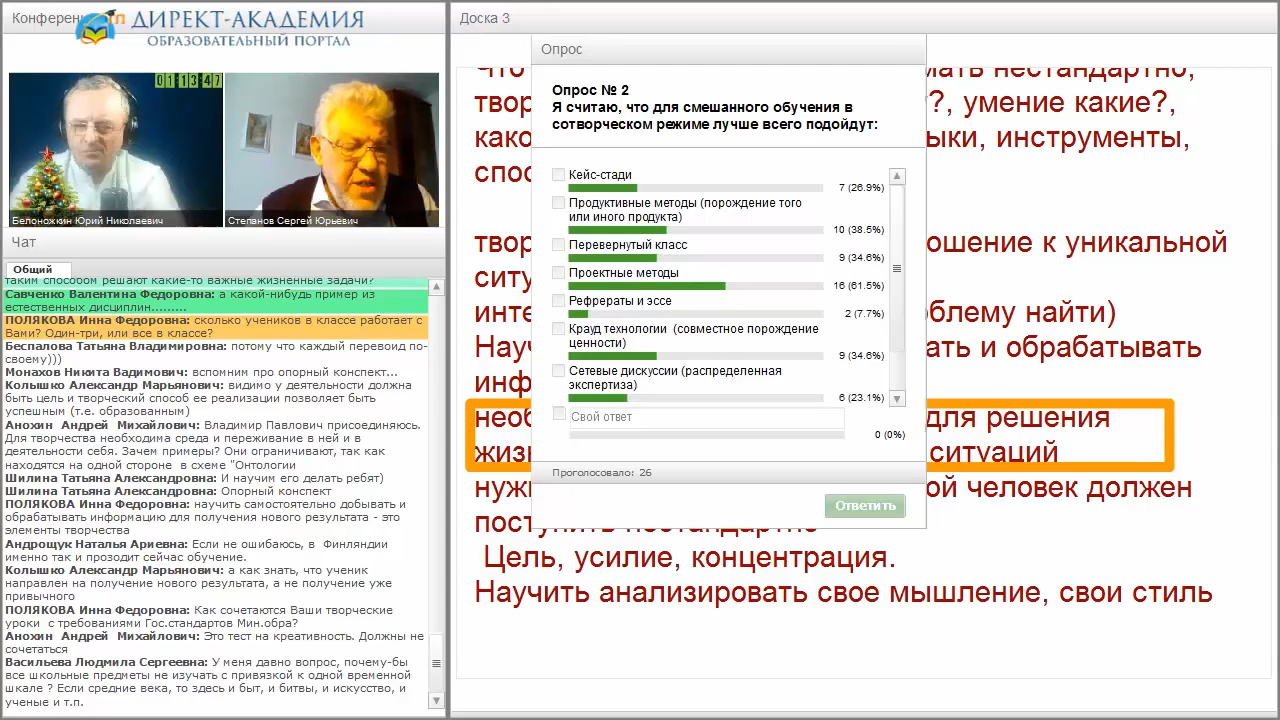 Конферен
ДИРЕКТ-АКАДЕМИЯ
ОБРАЗОВАТЕЛЬНЫЙ ПОРТАЛ
01:13:47
Белоножкин Юрий Николаевич
Степанов Сергей Юрьевич
Чат
Общий
таким способом решают какие-то важные жизненные задачи?
Савченко Валентина Федоровна: а какой-нибудь пример из
естественных дисциплин.........
ПОЛЯКОВА Инна Федоровна: сколько учеников в классе работает с
Вами? Один-три, или все в классе?
Беспалова Татьяна Владимировна: потому что каждый перевоид по-
своему)))
Монахов Никита Вадимович: вспомним про опорный конспект...
Колышко Александр Марьянович: видимо у деятельности должна
быть цель и творческий способ ее реализации позволяет быть
успешным (т.е. образованным)
Анохин Андрей Михайлович: Владимир Павлович присоединяюсь.
Для творчества необходима среда и переживание в ней и в
деятельности себя. Зачем примеры? Они ограничивают, так как
находятся на одной стороне в схеме "Онтологии
Шилина Татьяна Александровна: И научим его делать ребят)
Шилина Татьяна Александровна: Опорный конспект
ПОЛЯКОВА Инна Федоровна: научить самостоятельно добывать и
обрабатывать информацию для получения нового результата - это
элементы творчества
Андрощук Наталья Ариевна: Если не ошибаюсь, в Финляндии
именно так и проходит сейчас обучение.
Колышко Александр Марьянович: а как знать, что ученик
направлен на получение нового результата, а не получение уже
привычного
ПОЛЯКОВА Инна Федоровна: Как сочетаются Ваши творческие
уроки с требованиями Гос.стандартов Мин.обра?
Анохин Андрей Михайлович: Это тест на креативность. Должны не
сочетаться
Васильева Людмила Сергеевна: У меня давно вопрос, почему-бы
все школьные предметы не изучать с привязкой к одной временной
шкале ? Если средние века, то здесь и быт, и битвы, и искусство, и
ученые и т.п.
Опрос
Опрос № 2
Я считаю, что для смешанного обучения в
сотворческом режиме лучше всего подойдут:
Кейс-стади
7 (26.9%)
Продуктивные методы (порождение того
или иного продукта)
10 (38.5%)
Перевернутый класс
9 (34.6%)
Проектные методы
16 (61.5%)
Рефрераты и эссе
2 (7.7%)
Крауд технологии (совместное порождение
ценности)
9 (34.6%)
Сетевые дискуссии (распределенная
экспертиза)
6 (23.1%)
Свой ответ
0 (0%)
Проголосовало: 26
Ответить
Доска 3
нестандартно,
твор ?, умение какие?,
како ыки, инструменты,
спос
твор ошение к уникальной
ситу
инте блему найти)
Науч ать и обрабатывать
инф
необ для решения
жиз ситуаций
нуж ой человек должен
поступить нестандартно
Цель, усилие, концентрация.
Научить анализировать свое мышление, свои стиль